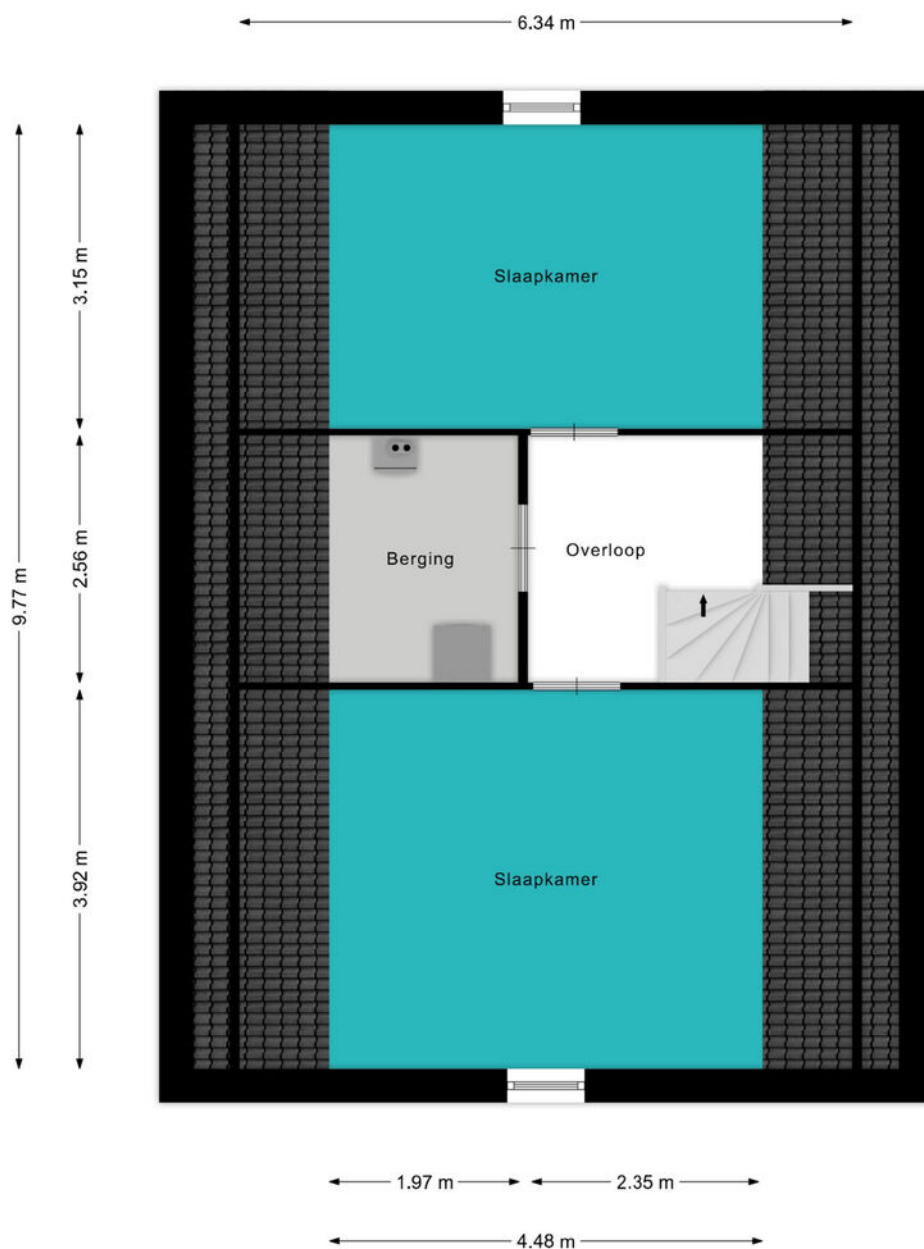 6.34 m
3.15 m
Slaapkamer
2.56 m
9.77 m
Berging
Overloop
3.92 m
Slaapkamer
1.97 m
2.35 m
4.48 m